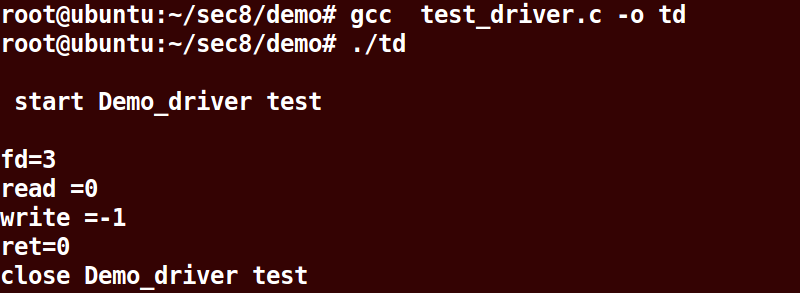 root@ubuntu:~/sec8/demo# gcc  test_driver.c -o td
root@ubuntu:~/sec8/demo# ./td
 start Demo_driver test
fd=3
read =0
write =-1
ret=0
close Demo_driver test